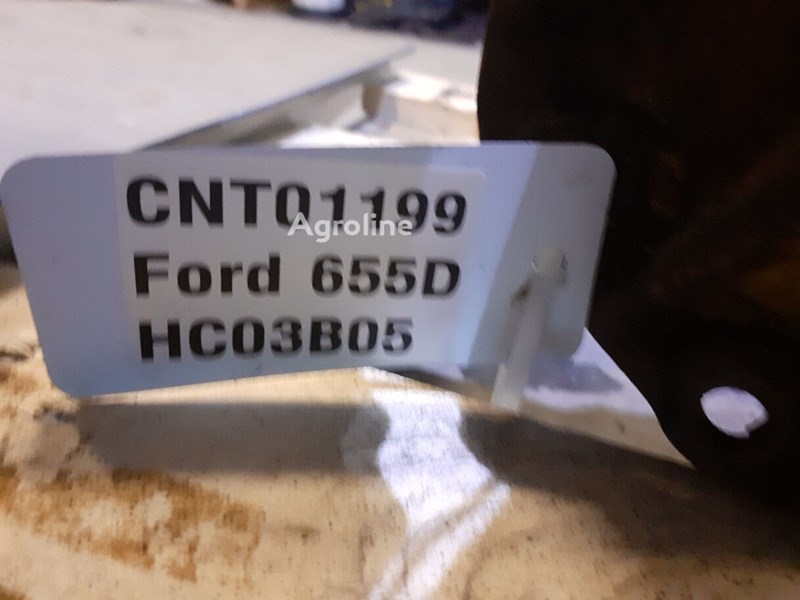 CNT01199
Agroline
Ford 655D
HC03B05